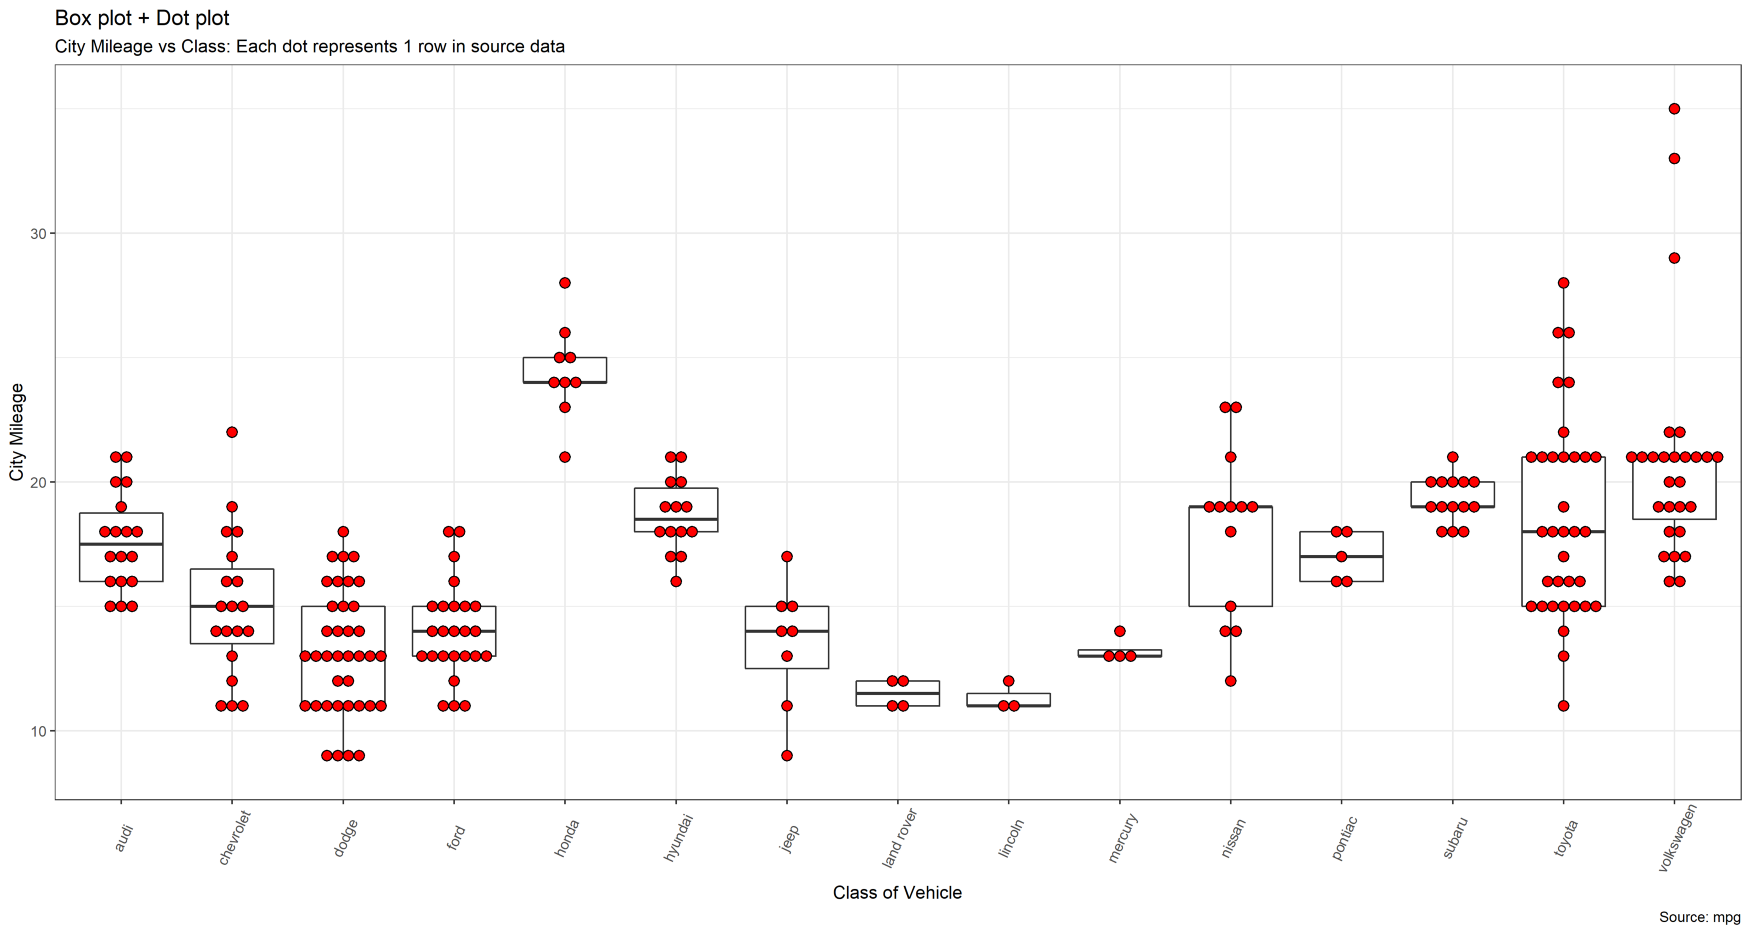 Box plot + Dot plot
City Mileage vs Class: Each dot represents 1 row in source data
City Mileage
30
20
10
audi
chevrolet
dodge
ford
honda
hyundai
jeep
land rover
lincoln
mercury
nissan
pontiac
subaru
toyota
volkswagen
Class of Vehicle
Source: mpg